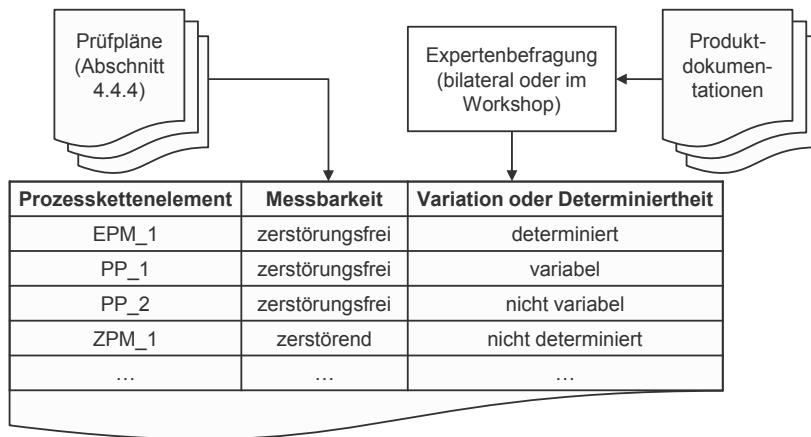 Prüfpläne
(Abschnitt
4.4.4)
Expertenbefragung
(bilateral oder im
Workshop)
Produkt-
dokumen-
tationen
Prozesskettenelement Messbarkeit Variation oder Determiniertheit
EPM_1 zerstörungsfrei determiniert
PP_1 zerstörungsfrei variabel
PP_2 zerstörungsfrei nicht variabel
ZPM_1 zerstörend nicht determiniert
… … …